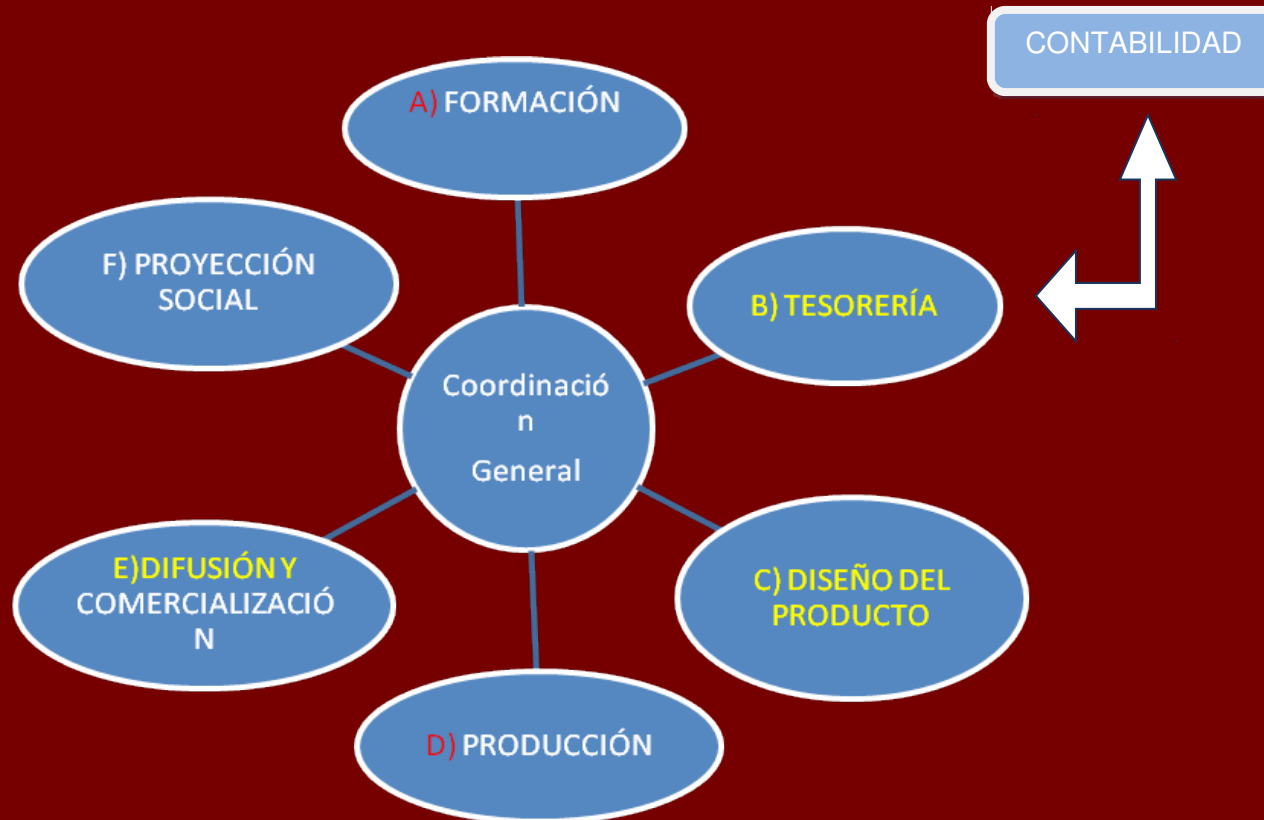 CONTABILIDAD
A) FORMACIÓN
F) PROYECCIÓN
SOCIAL
B) TESORERÍA
Coordinació
n
General
E)DIFUSIÓN Y
COMERCIALIZACIÓ
N
C) DISEÑO DEL
PRODUCTO
D) PRODUCCIÓN